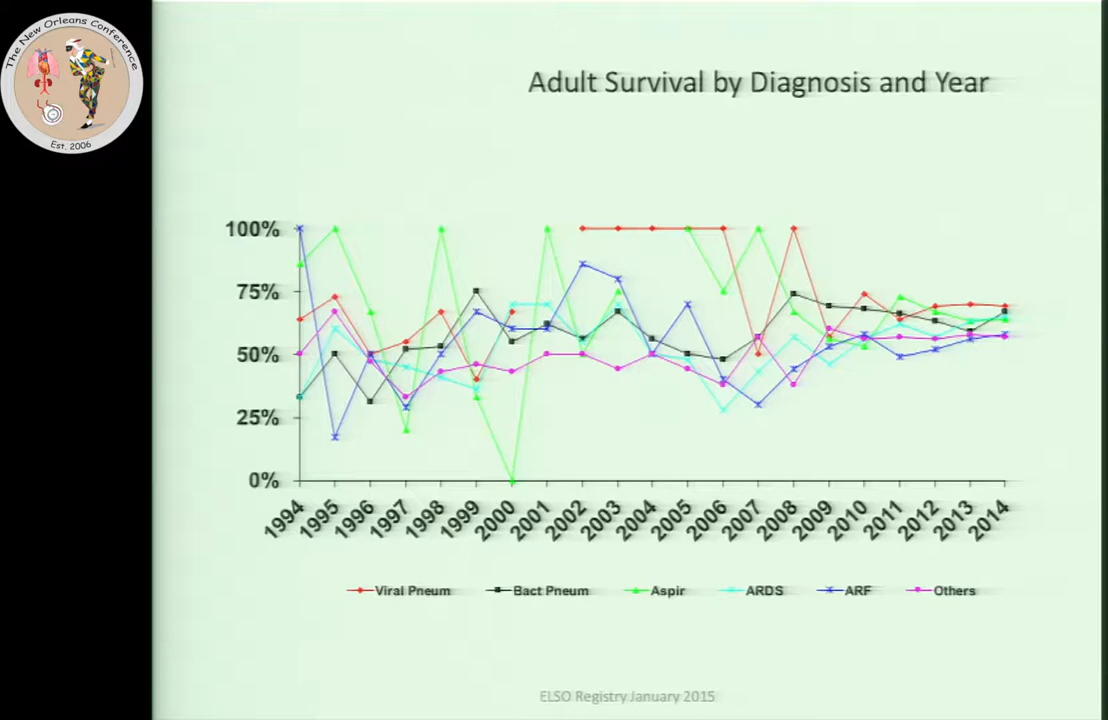 The New Orleans Conference
Est. 2006
Adult Survival by Diagnosis and Year
100%
75%
50%
25%
0%
1994 1995 1996 1997 1998 1999 2000 2001 2002 2003 2004 2005 2006 2007 2008 2009 2010 2011 2012 2013 2014
Viral Pneum Bact Pneum Aspir ARDS ARF Others
ELSO Registry January 2015